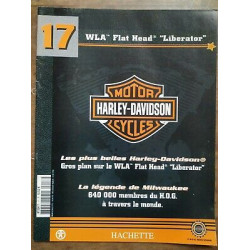 17
WLA™ Flat Head™ "Liberator"
MOTOR
HARLEY-DAVIDSON
CYCLES
Les plus belles Harley-Davidson®
Gros plan sur le WLA™ Flat Head™ "Liberator"
La légende de Milwaukee
640 000 membres du H.O.G.
à travers le monde.
HACHETTE